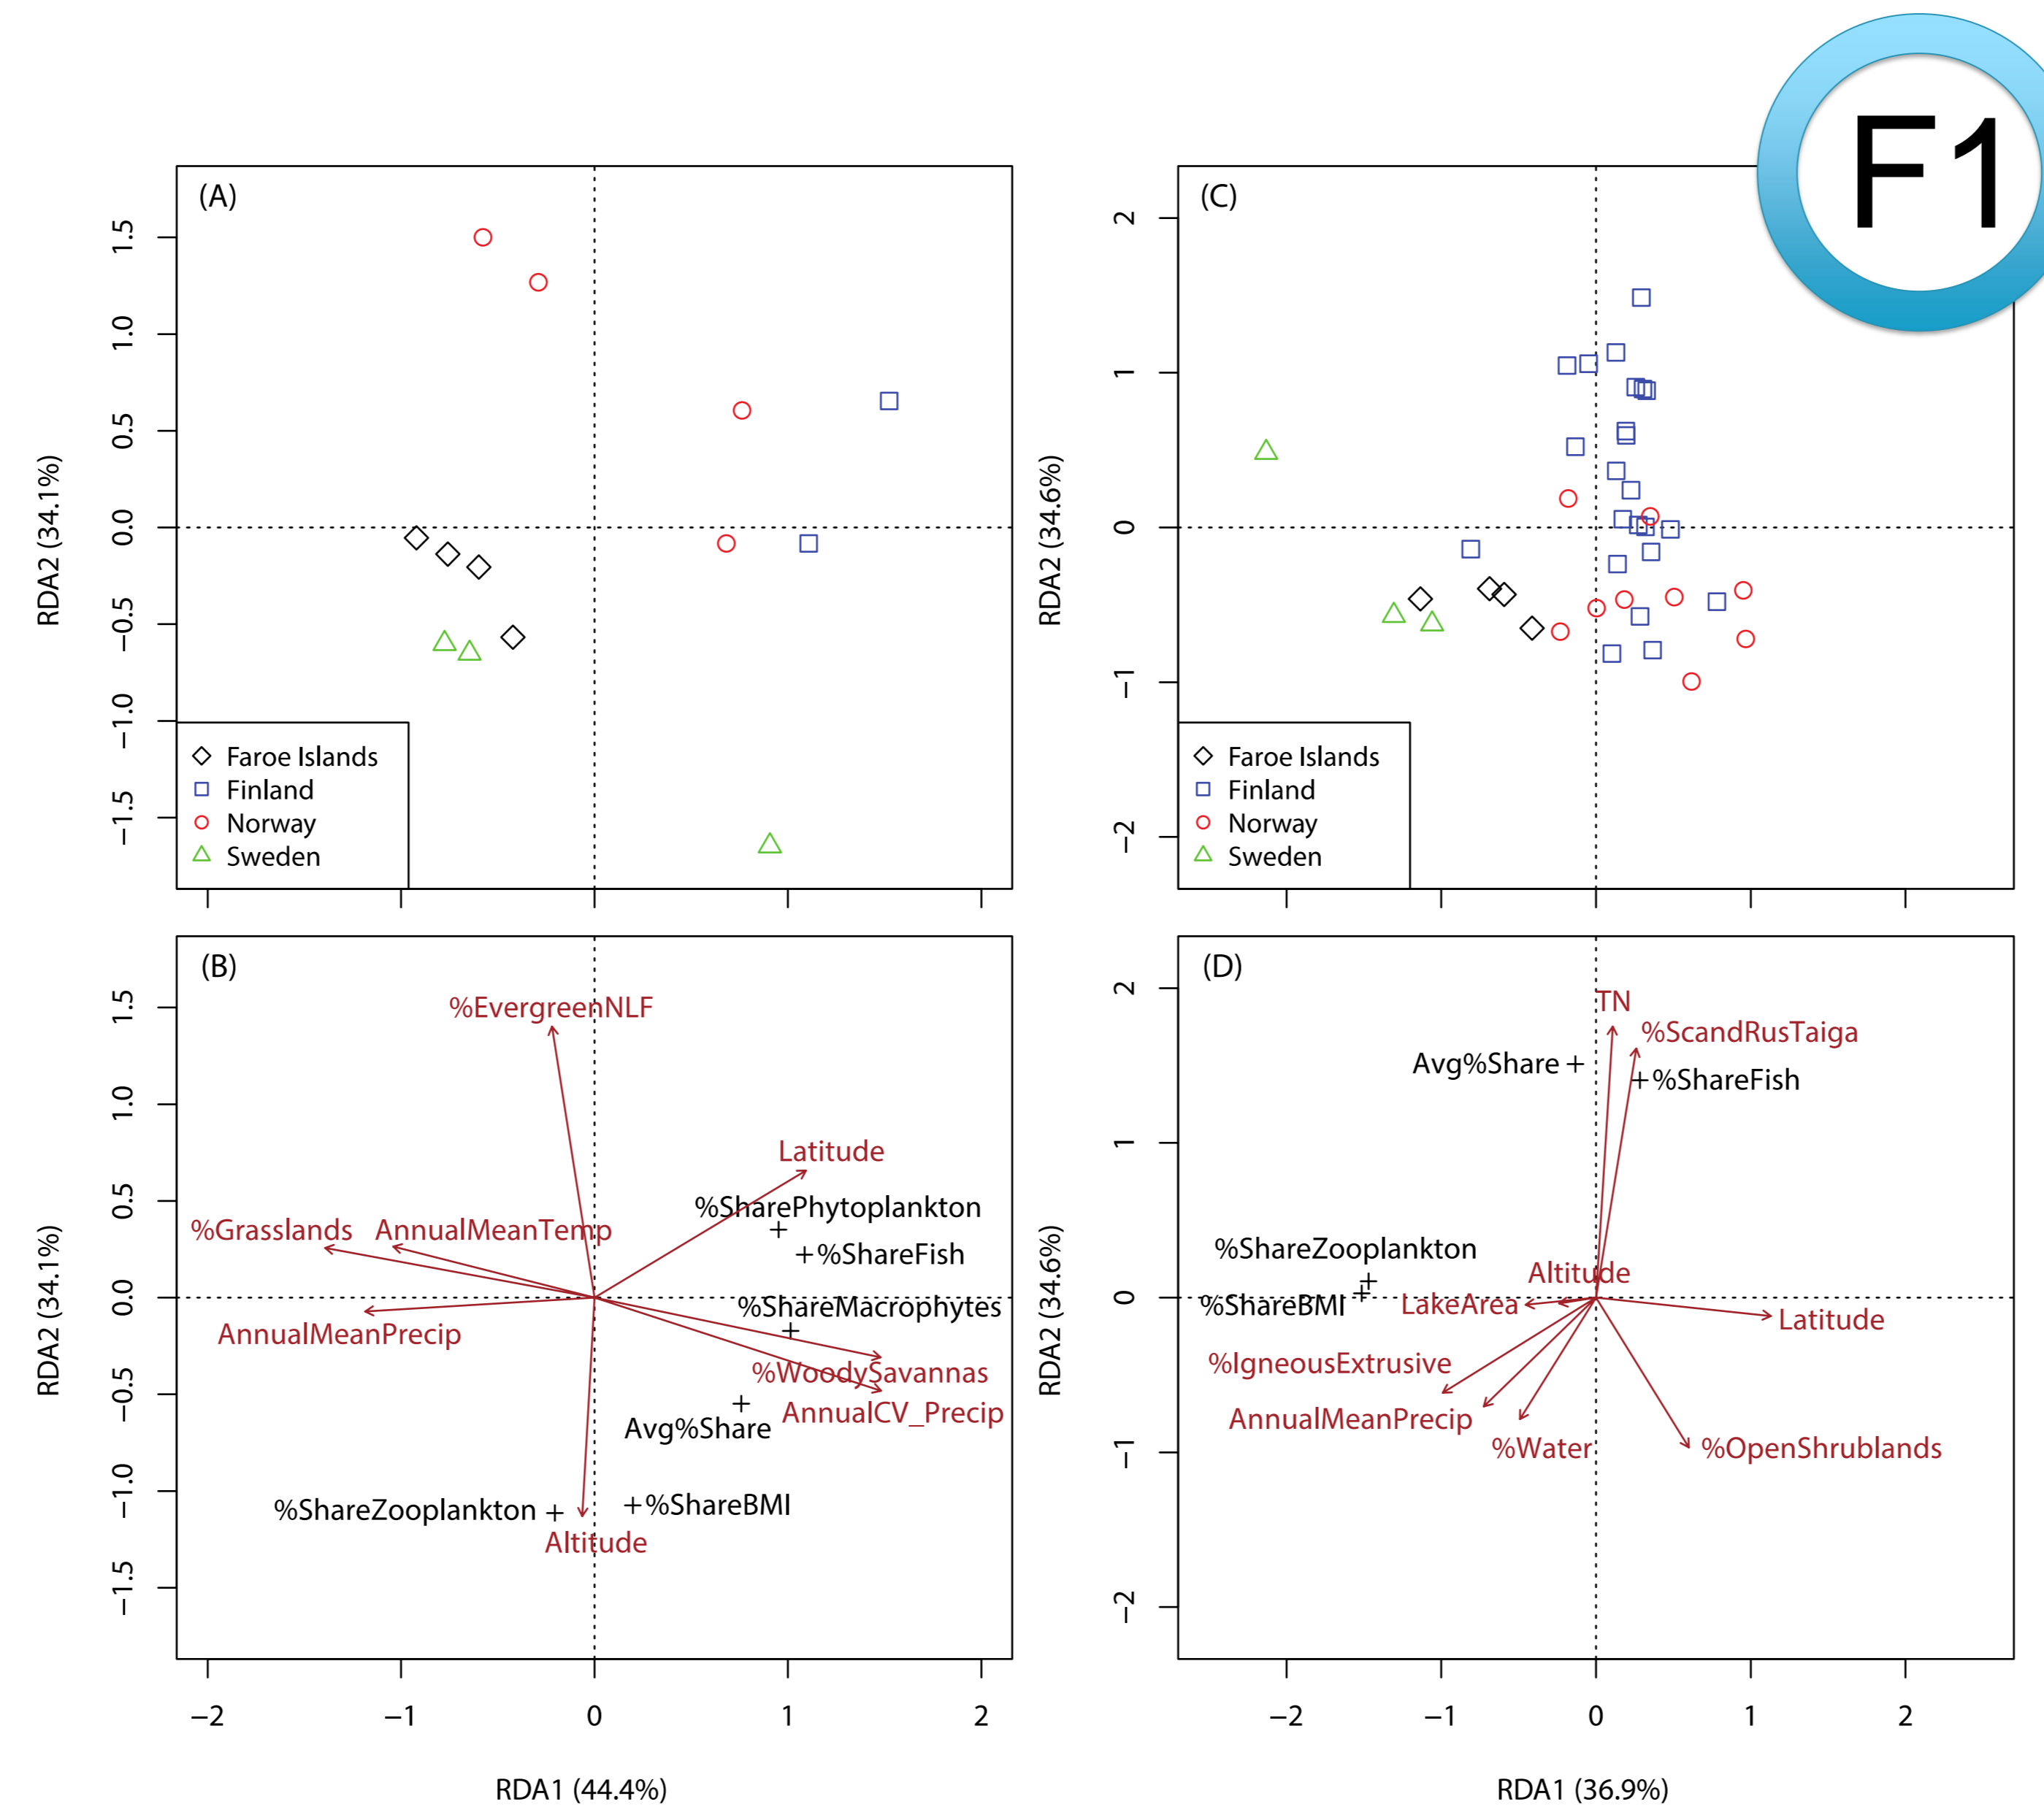 F1
(A)
1.5
1.0
0.5
0.0
−0.5
−1.0
−1.5
RDA2 (34.1%)
Faroe Islands
Finland
Norway
Sweden
(C)
2
1
0
−1
−2
RDA2 (34.6%)
Faroe Islands
Finland
Norway
Sweden
(B)
1.5
1.0
0.5
0.0
−0.5
−1.0
−1.5
RDA2 (34.1%)
%EvergreenNLF
Latitude
%SharePhytoplankton
%Grasslands AnnualMeanTemp
%ShareFish
%ShareMacrophytes
AnnualMeanPrecip
%WoodySavannas
AnnualCV_Precip
Avg%Share
%ShareZooplankton
%ShareBMI
Altitude
−2 −1 0 1 2
RDA1 (44.4%)
(D)
2
1
0
−1
−2
RDA2 (34.6%)
TN
%ScandRusTaiga
Avg%Share
%ShareFish
%ShareZooplankton
Altitude
%ShareBMI LakeArea
Latitude
%IgneousExtrusive
AnnualMeanPrecip
%Water
%OpenShrublands
−2 −1 0 1 2
RDA1 (36.9%)